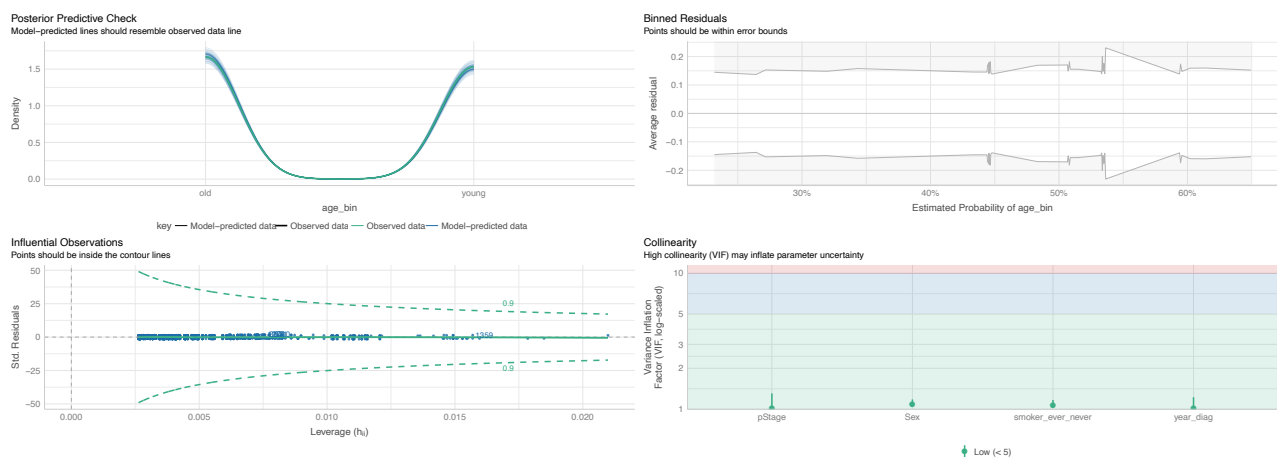 Posterior Predictive Check
Model−predicted lines should resemble observed data line
Density
1.5
1.0
0.5
0.0
old
young
age_bin
key
Model−predicted data
Observed data
Observed data
Model−predicted data
Binned Residuals
Points should be within error bounds
Average residual
0.2
0.1
0.0
−0.1
−0.2
30%
40%
50%
60%
Estimated Probability of age_bin
Influential Observations
Points should be inside the contour lines
Std. Residuals
50
25
0
−25
−50
0.9
0.9
1359
0.000
0.005
0.010
0.015
0.020
Leverage (hᵢᵢ)
Collinearity
High collinearity (VIF) may inflate parameter uncertainty
Variance Inflation
Factor (VIF, log−scaled)
10
5
3
2
1
pStage
Sex
smoker_ever_never
year_diag
Low (< 5)